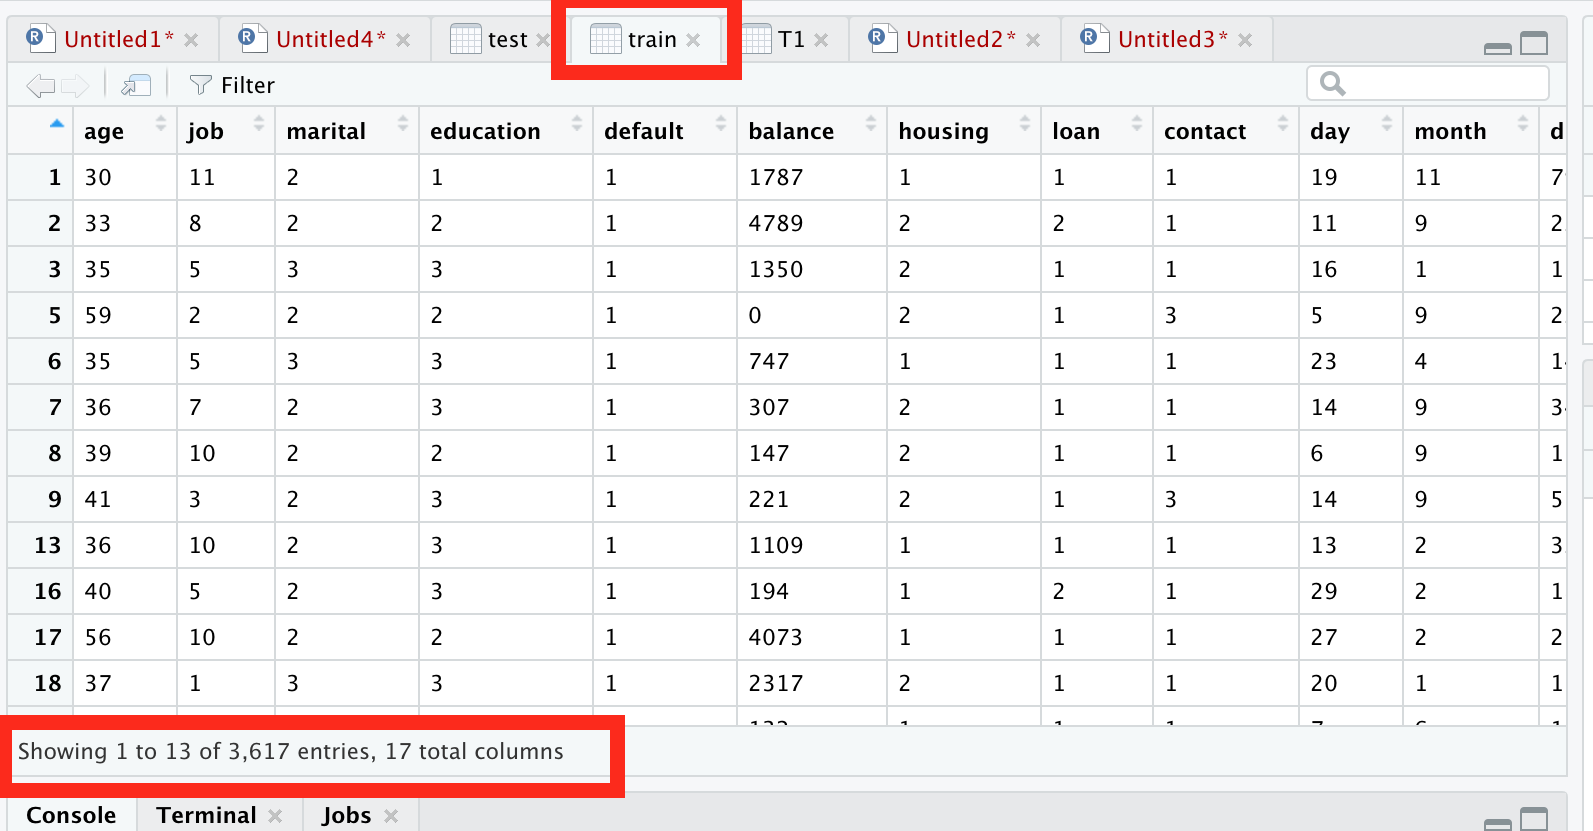 Untitled1* Untitled4* test train T1 Untitled2* Untitled3*
Filter
age job marital education default balance housing loan contact day month d
1 30 11 2 1 1 1787 1 1 1 19 11 7
2 33 8 2 2 1 4789 2 2 1 11 9 2
3 35 5 3 3 1 1350 2 1 1 16 1 1
5 59 2 2 2 1 0 2 1 3 5 9 2
6 35 5 3 3 1 747 1 1 1 23 4 1
7 36 7 2 3 1 307 2 1 1 14 9 3
8 39 10 2 2 1 147 2 1 1 6 9 1
9 41 3 2 3 1 221 2 1 3 14 9 5
13 36 10 2 3 1 1109 1 1 1 13 2 3
16 40 5 2 3 1 194 1 2 1 29 2 1
17 56 10 2 2 1 4073 1 1 1 27 2 2
18 37 1 3 3 1 2317 2 1 1 20 1 1
Showing 1 to 13 of 3,617 entries, 17 total columns
Console Terminal Jobs